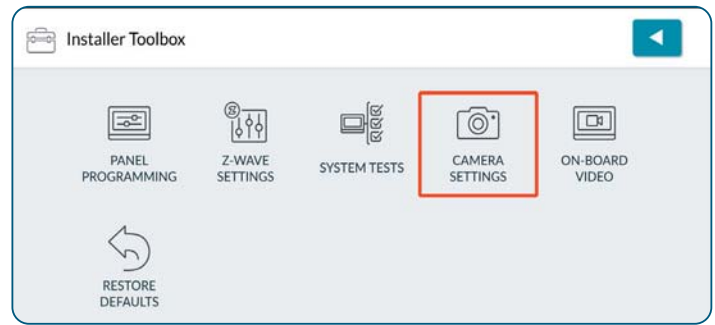 Installer Toolbox
PANEL
PROGRAMMING
Z-WAVE
SETTINGS
SYSTEM TESTS
CAMERA
SETTINGS
ON-BOARD
VIDEO
RESTORE
DEFAULTS